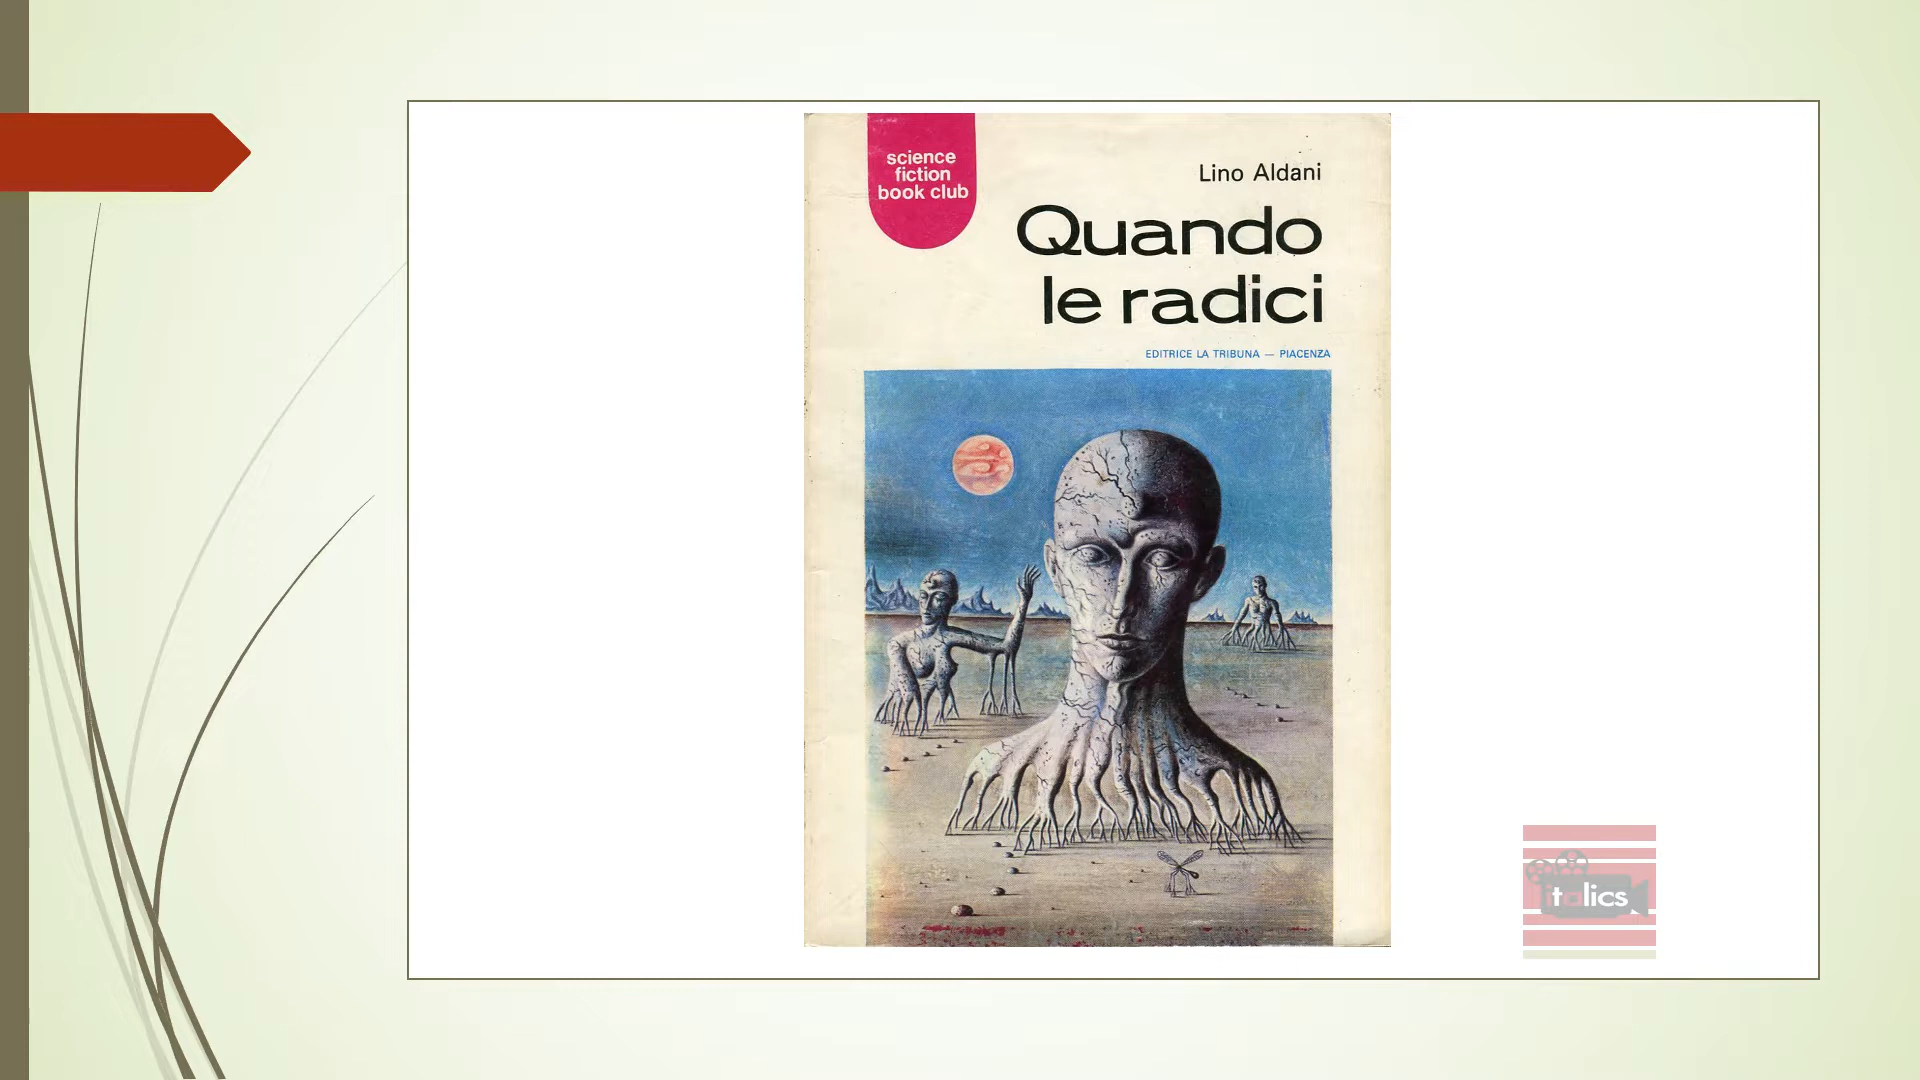 science
fiction
book club
Lino Aldani
Quando
le radici
EDITRICE LA TRIBUNA — PIACENZA
italics